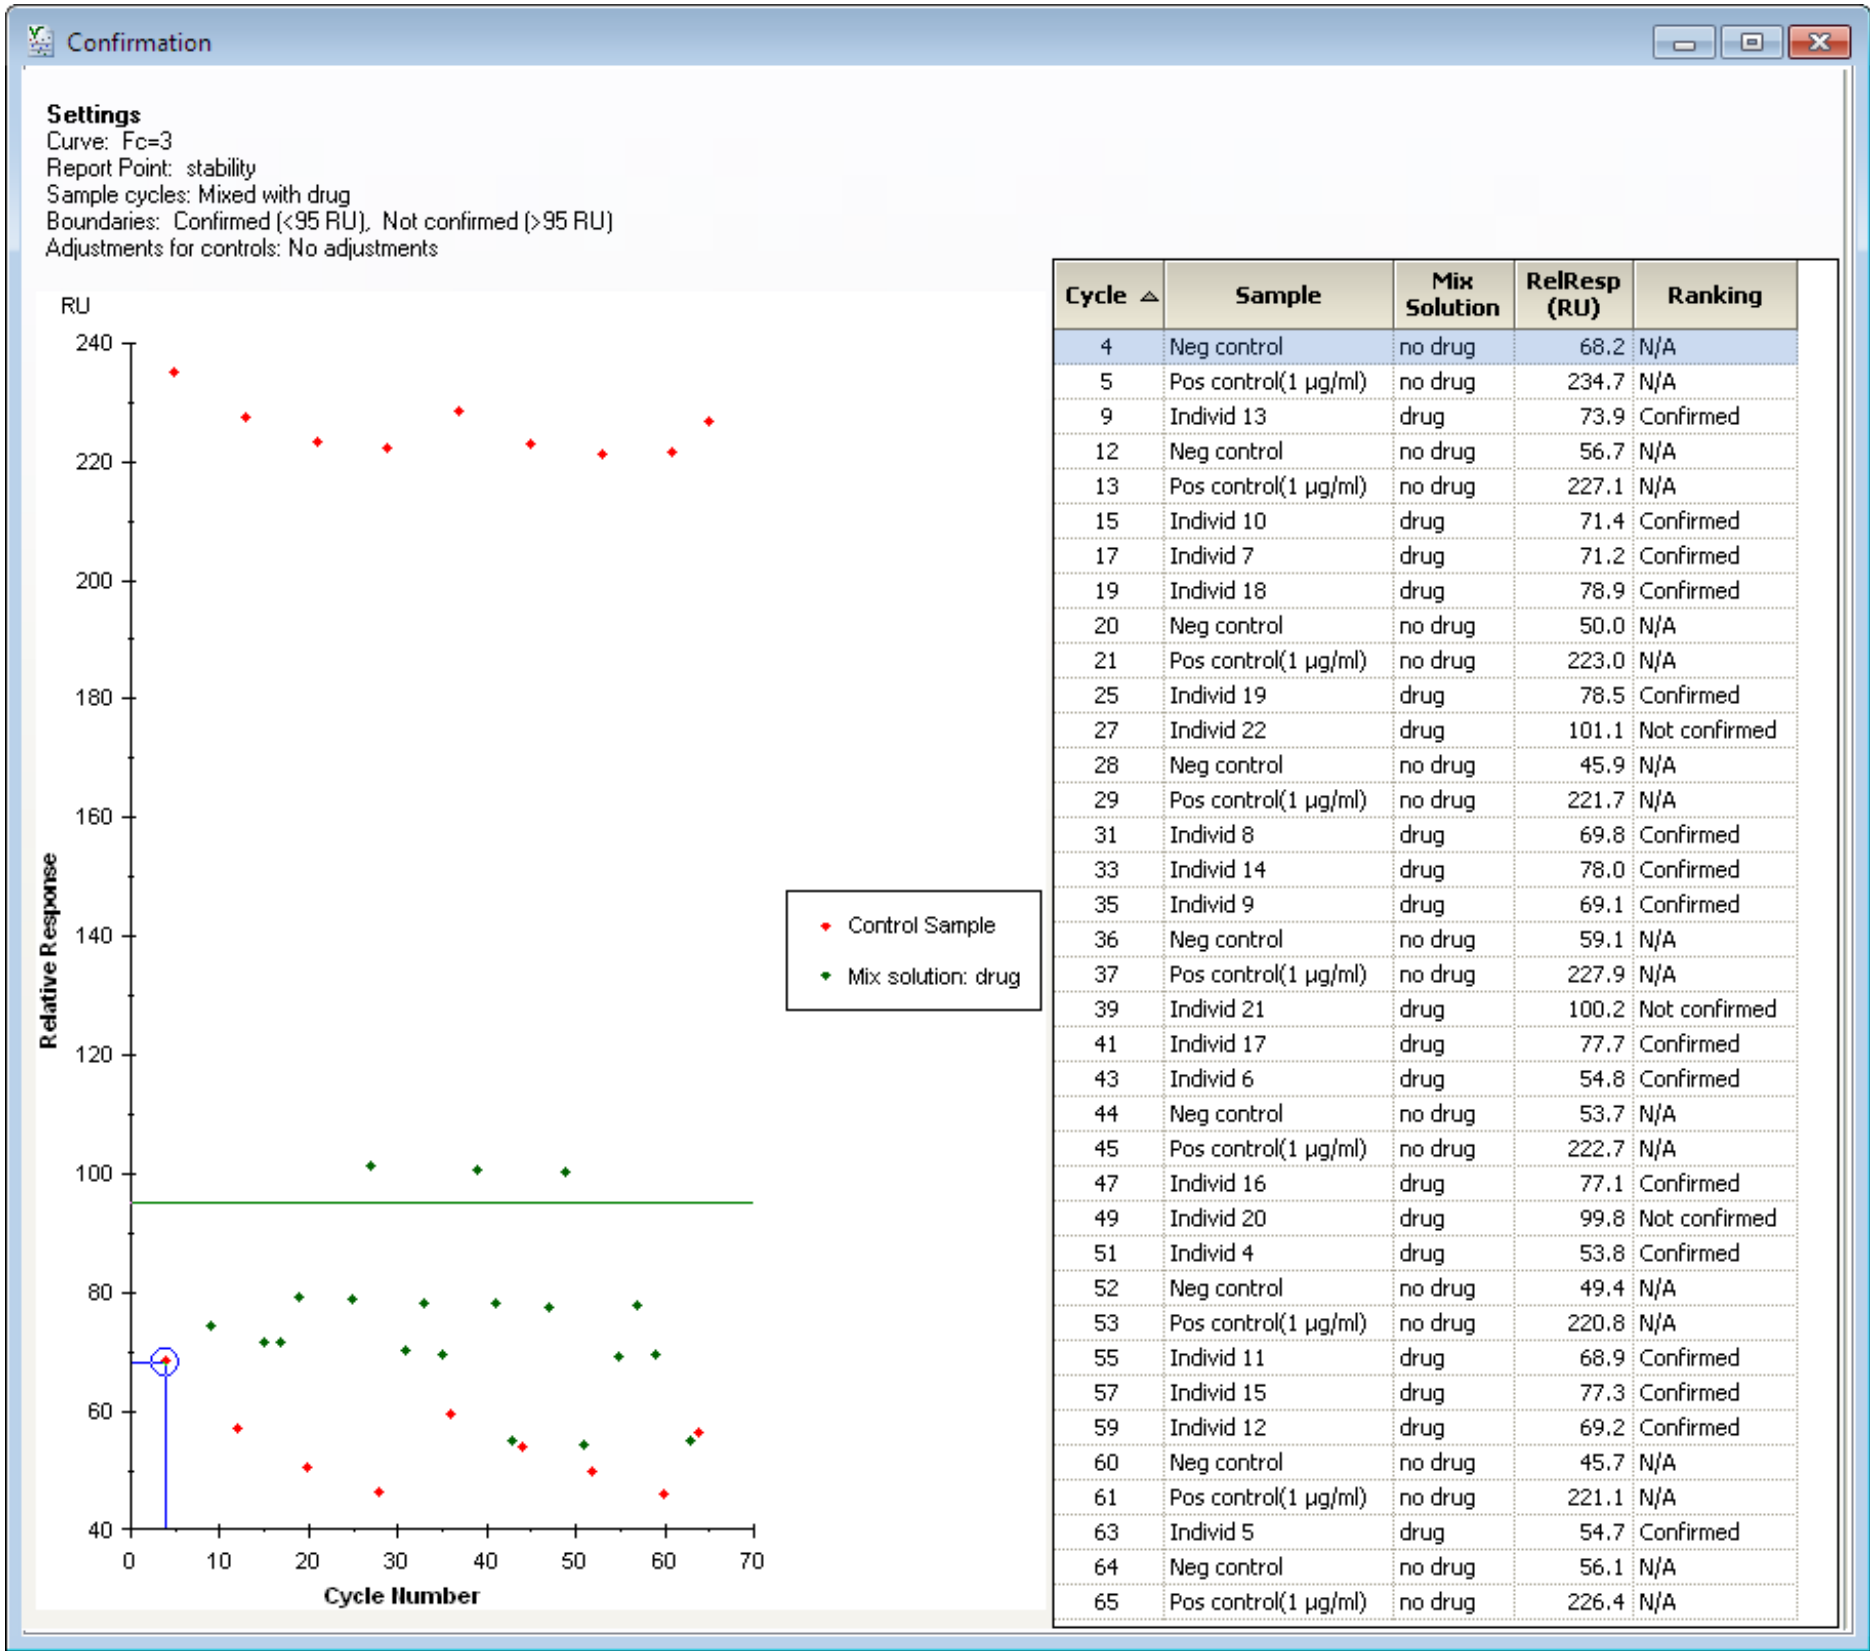 Confirmation
Settings
Curve: Fc=3
Report Point: stability
Sample cycles: Mixed with drug
Boundaries: Confirmed (<95 RU), Not confirmed (>95 RU)
Adjustments for controls: No adjustments
RU
240
220
200
180
160
140
120
100
80
60
40
Relative Response
0 10 20 30 40 50 60 70
Cycle Number
Control Sample
Mix solution: drug
Cycle Sample Mix Solution RelResp (RU) Ranking
4 Neg control no drug 68.2 N/A
5 Pos control(1 µg/ml) no drug 234.7 N/A
9 Individ 13 drug 73.9 Confirmed
12 Neg control no drug 56.7 N/A
13 Pos control(1 µg/ml) no drug 227.1 N/A
15 Individ 10 drug 71.4 Confirmed
17 Individ 7 drug 71.2 Confirmed
19 Individ 18 drug 78.9 Confirmed
20 Neg control no drug 50.0 N/A
21 Pos control(1 µg/ml) no drug 223.0 N/A
25 Individ 19 drug 78.5 Confirmed
27 Individ 22 drug 101.1 Not confirmed
28 Neg control no drug 45.9 N/A
29 Pos control(1 µg/ml) no drug 221.7 N/A
31 Individ 8 drug 69.8 Confirmed
33 Individ 14 drug 78.0 Confirmed
35 Individ 9 drug 69.1 Confirmed
36 Neg control no drug 59.1 N/A
37 Pos control(1 µg/ml) no drug 227.9 N/A
39 Individ 21 drug 100.2 Not confirmed
41 Individ 17 drug 77.7 Confirmed
43 Individ 6 drug 54.8 Confirmed
44 Neg control no drug 53.7 N/A
45 Pos control(1 µg/ml) no drug 222.7 N/A
47 Individ 16 drug 77.1 Confirmed
49 Individ 20 drug 99.8 Not confirmed
51 Individ 4 drug 53.8 Confirmed
52 Neg control no drug 49.4 N/A
53 Pos control(1 µg/ml) no drug 220.8 N/A
55 Individ 11 drug 68.9 Confirmed
57 Individ 15 drug 77.3 Confirmed
59 Individ 12 drug 69.2 Confirmed
60 Neg control no drug 45.7 N/A
61 Pos control(1 µg/ml) no drug 221.1 N/A
63 Individ 5 drug 54.7 Confirmed
64 Neg control no drug 56.1 N/A
65 Pos control(1 µg/ml) no drug 226.4 N/A